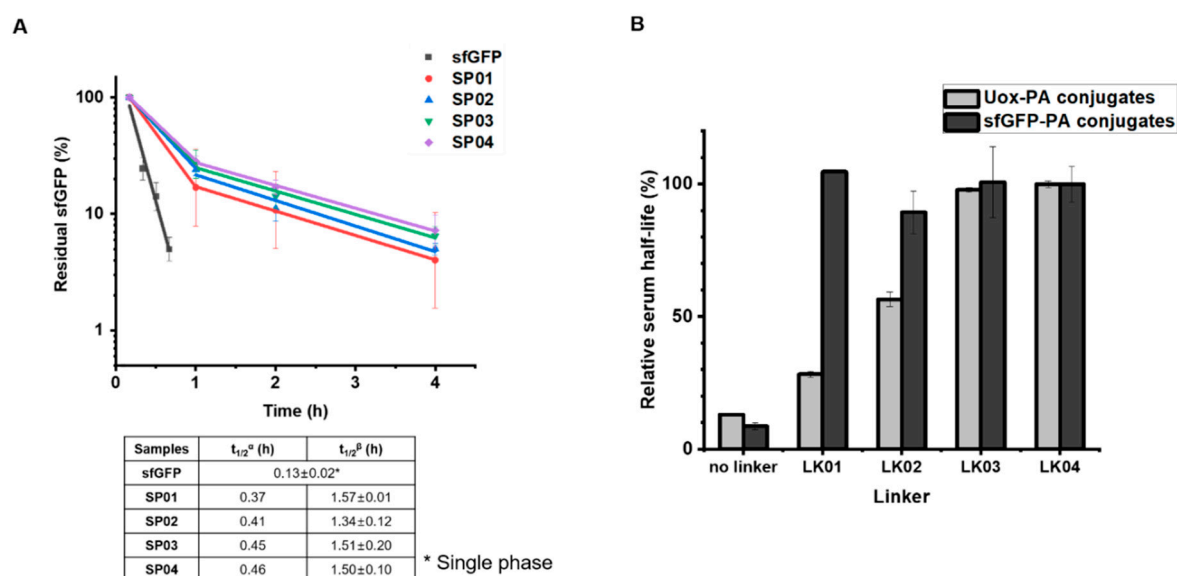 A
sfGFP
SP01
SP02
SP03
SP04
Residual sfGFP (%)
100
10
1
0 1 2 3 4
Time (h)
Samples t1/2α (h) t1/2β (h)
sfGFP 0.13±0.02*
SP01 0.37 1.57±0.01
SP02 0.41 1.34±0.12
SP03 0.45 1.51±0.20
SP04 0.46 1.50±0.10
* Single phase
B
Uox-PA conjugates
sfGFP-PA conjugates
Relative serum half-life (%)
100
50
0
no linker LK01 LK02 LK03 LK04
Linker